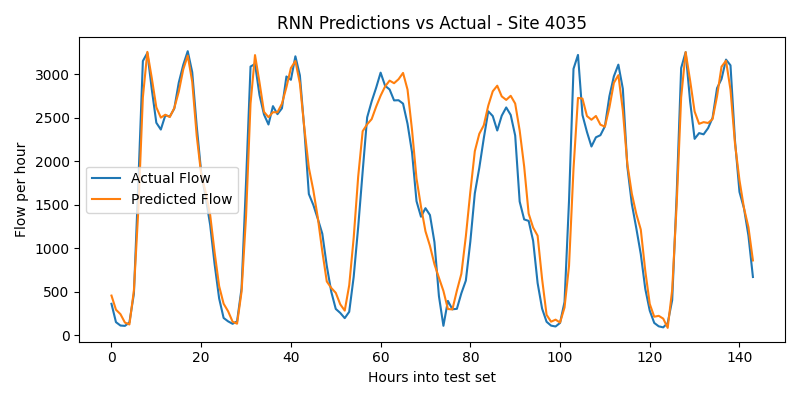 RNN Predictions vs Actual - Site 4035
Flow per hour
3000
2500
2000
1500
1000
500
0
Actual Flow
Predicted Flow
0 20 40 60 80 100 120 140
Hours into test set